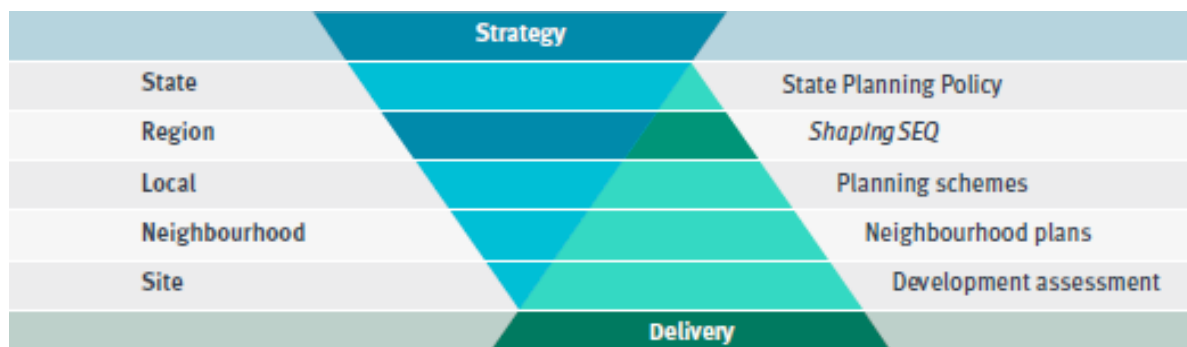 Strategy
State State Planning Policy
Region Shaping SEQ
Local Planning schemes
Neighbourhood Neighbourhood plans
Site Development assessment
Delivery